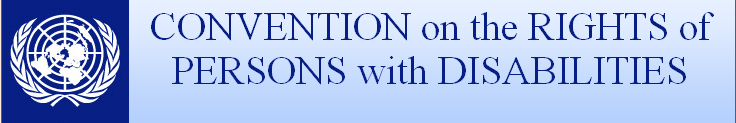 CONVENTION on the RIGHTS of
PERSONS with DISABILITIES